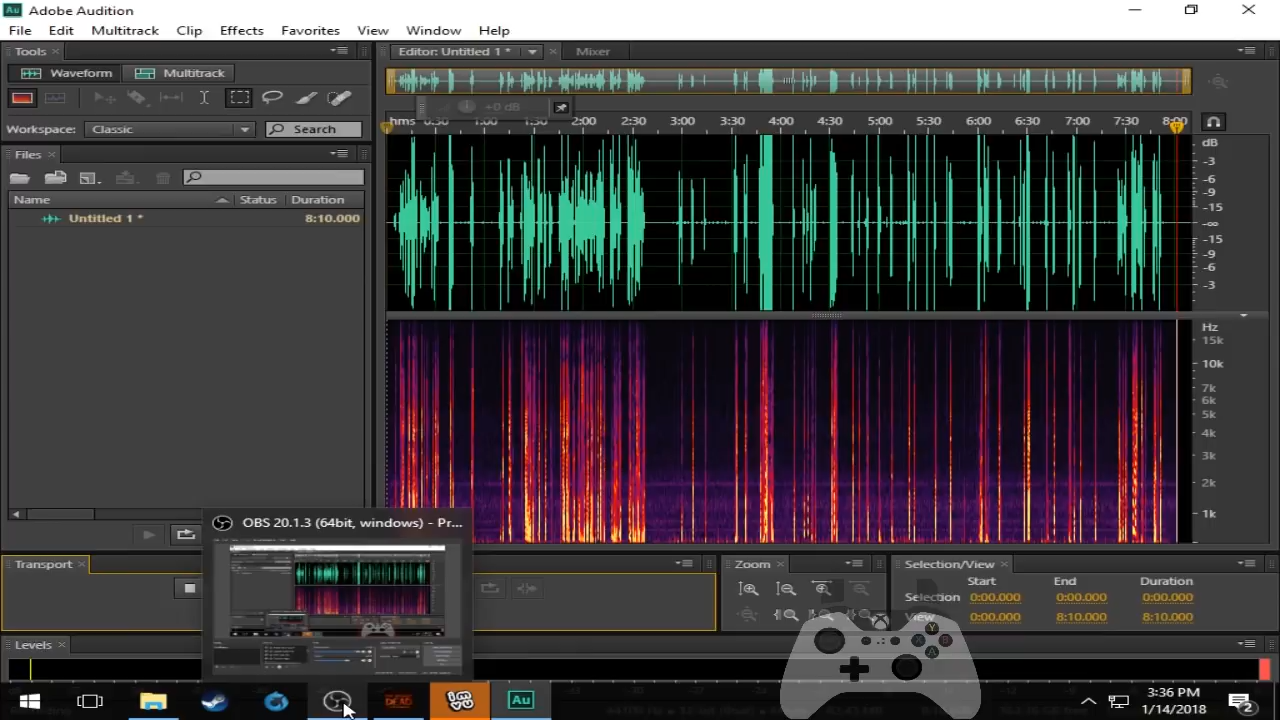 Au Adobe Audition
File Edit Multitrack Clip Effects Favorites View Window Help
Tools
Waveform Multitrack
Workspace: Classic Search
Files
Name Status Duration
Untitled 1 * 8:10.000
Editor: Untitled 1 * Mixer
+0 dB
hms 0:30 1:00 1:30 2:00 2:30 3:00 3:30 4:00 4:30 5:00 5:30 6:00 6:30 7:00 7:30 8:00
dB
-3
-6
-9
-15
-∞
-15
-9
-6
-3
Hz
15k
10k
7k
6k
5k
4k
3k
2k
1k
OBS 20.1.3 (64bit, windows) - Pr...
Transport
Zoom
Selection/View
Start End Duration
Selection 0:00.000 0:00.000 0:00.000
View 0:00.000 8:10.000 8:10.000
Levels
X Y B A
DEAD
Au
3:36 PM
1/14/2018
2